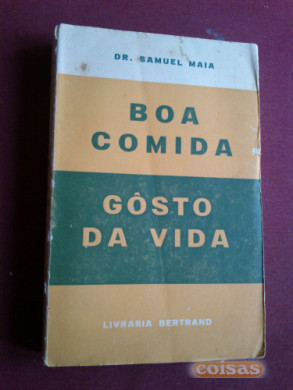 DR. SAMUEL MAIA
BOA
COMIDA
GÔSTO
DA VIDA
LIVRARIA BERTRAND
coisas